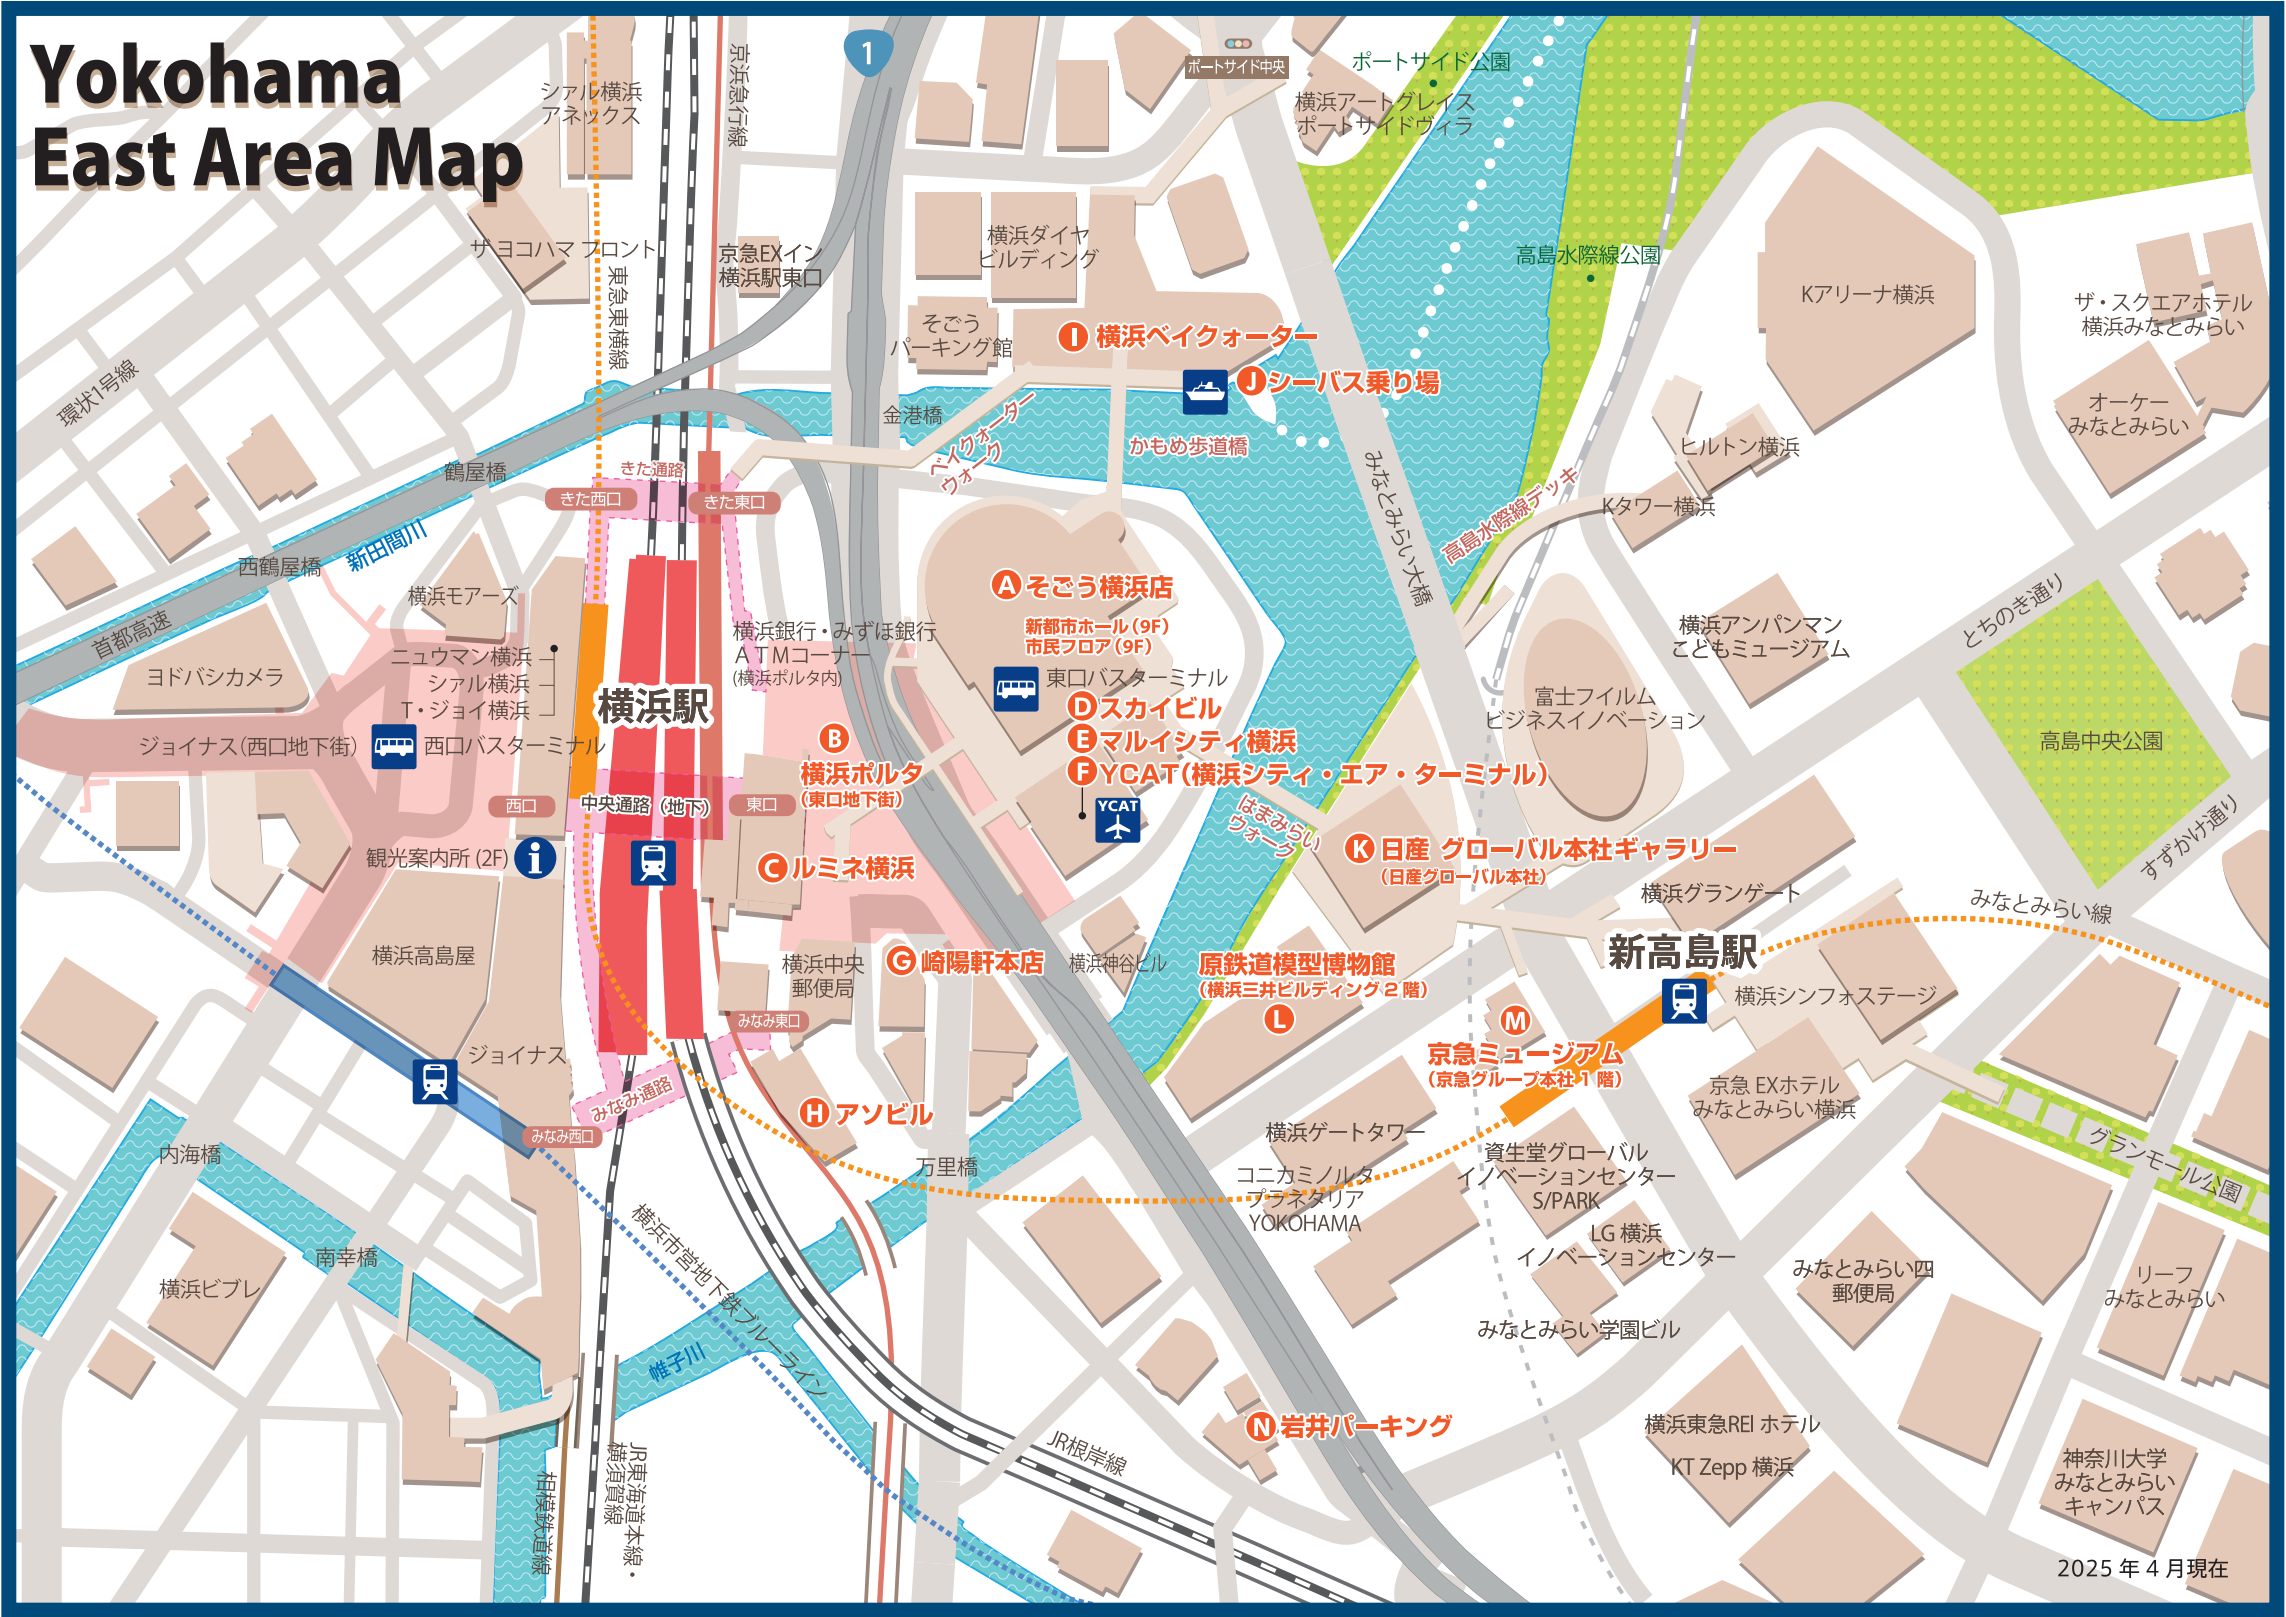 Yokohama
East Area Map
1
京浜急行線
シァル横浜
アネックス
ポートサイド中央
ポートサイド公園
横浜アートグレイス
ポートサイドヴィラ
ザ ヨコハマ フロント
東急東横線
京急EXイン
横浜駅東口
横浜ダイヤ
ビルディング
高島水際線公園
Kアリーナ横浜
ザ・スクエアホテル
横浜みなとみらい
そごう
パーキング館
I 横浜ベイクォーター
J シーバス乗り場
環状1号線
金港橋
ベイクォーター
ウォーク
かもめ歩道橋
オーケー
みなとみらい
ヒルトン横浜
Kタワー横浜
みなとみらい大橋
高島水際線デッキ
鶴屋橋
きた通路
きた西口
きた東口
新田間川
西鶴屋橋
首都高速
横浜モアーズ
A そごう横浜店
新都市ホール(9F)
市民フロア(9F)
横浜銀行・みずほ銀行
ATMコーナー
(横浜ポルタ内)
横浜アンパンマン
こどもミュージアム
とちのき通り
ニュウマン横浜
シァル横浜
T・ジョイ横浜
ヨドバシカメラ
横浜駅
東口バスターミナル
D スカイビル
E マルイシティ横浜
F YCAT(横浜シティ・エア・ターミナル)
YCAT
富士フイルム
ビジネスイノベーション
高島中央公園
ジョイナス(西口地下街)
西口バスターミナル
B
横浜ポルタ
(東口地下街)
西口
中央通路(地下)
東口
はまみらい
ウォーク
すずかけ通り
観光案内所 (2F)
i
C ルミネ横浜
K 日産 グローバル本社ギャラリー
(日産グローバル本社)
横浜グランゲート
みなとみらい線
横浜高島屋
横浜中央
郵便局
G 崎陽軒本店
横浜神谷ビル
原鉄道模型博物館
(横浜三井ビルディング2階)
L
新高島駅
横浜シンフォステージ
M
京急ミュージアム
(京急グループ本社1階)
みなみ東口
ジョイナス
みなみ通路
みなみ西口
H アソビル
京急 EXホテル
みなとみらい横浜
横浜ゲートタワー
コニカミノルタ
プラネタリア
YOKOHAMA
資生堂グローバル
イノベーションセンター
S/PARK
グランモール公園
内海橋
万里橋
LG 横浜
イノベーションセンター
南幸橋
横浜ビブレ
横浜市営地下鉄ブルーライン
帷子川
みなとみらい四
郵便局
リーフ
みなとみらい
みなとみらい学園ビル
N 岩井パーキング
JR根岸線
横浜東急REI ホテル
KT Zepp 横浜
神奈川大学
みなとみらい
キャンパス
相模鉄道線
JR東海道本線・
横須賀線
2025 年 4 月現在